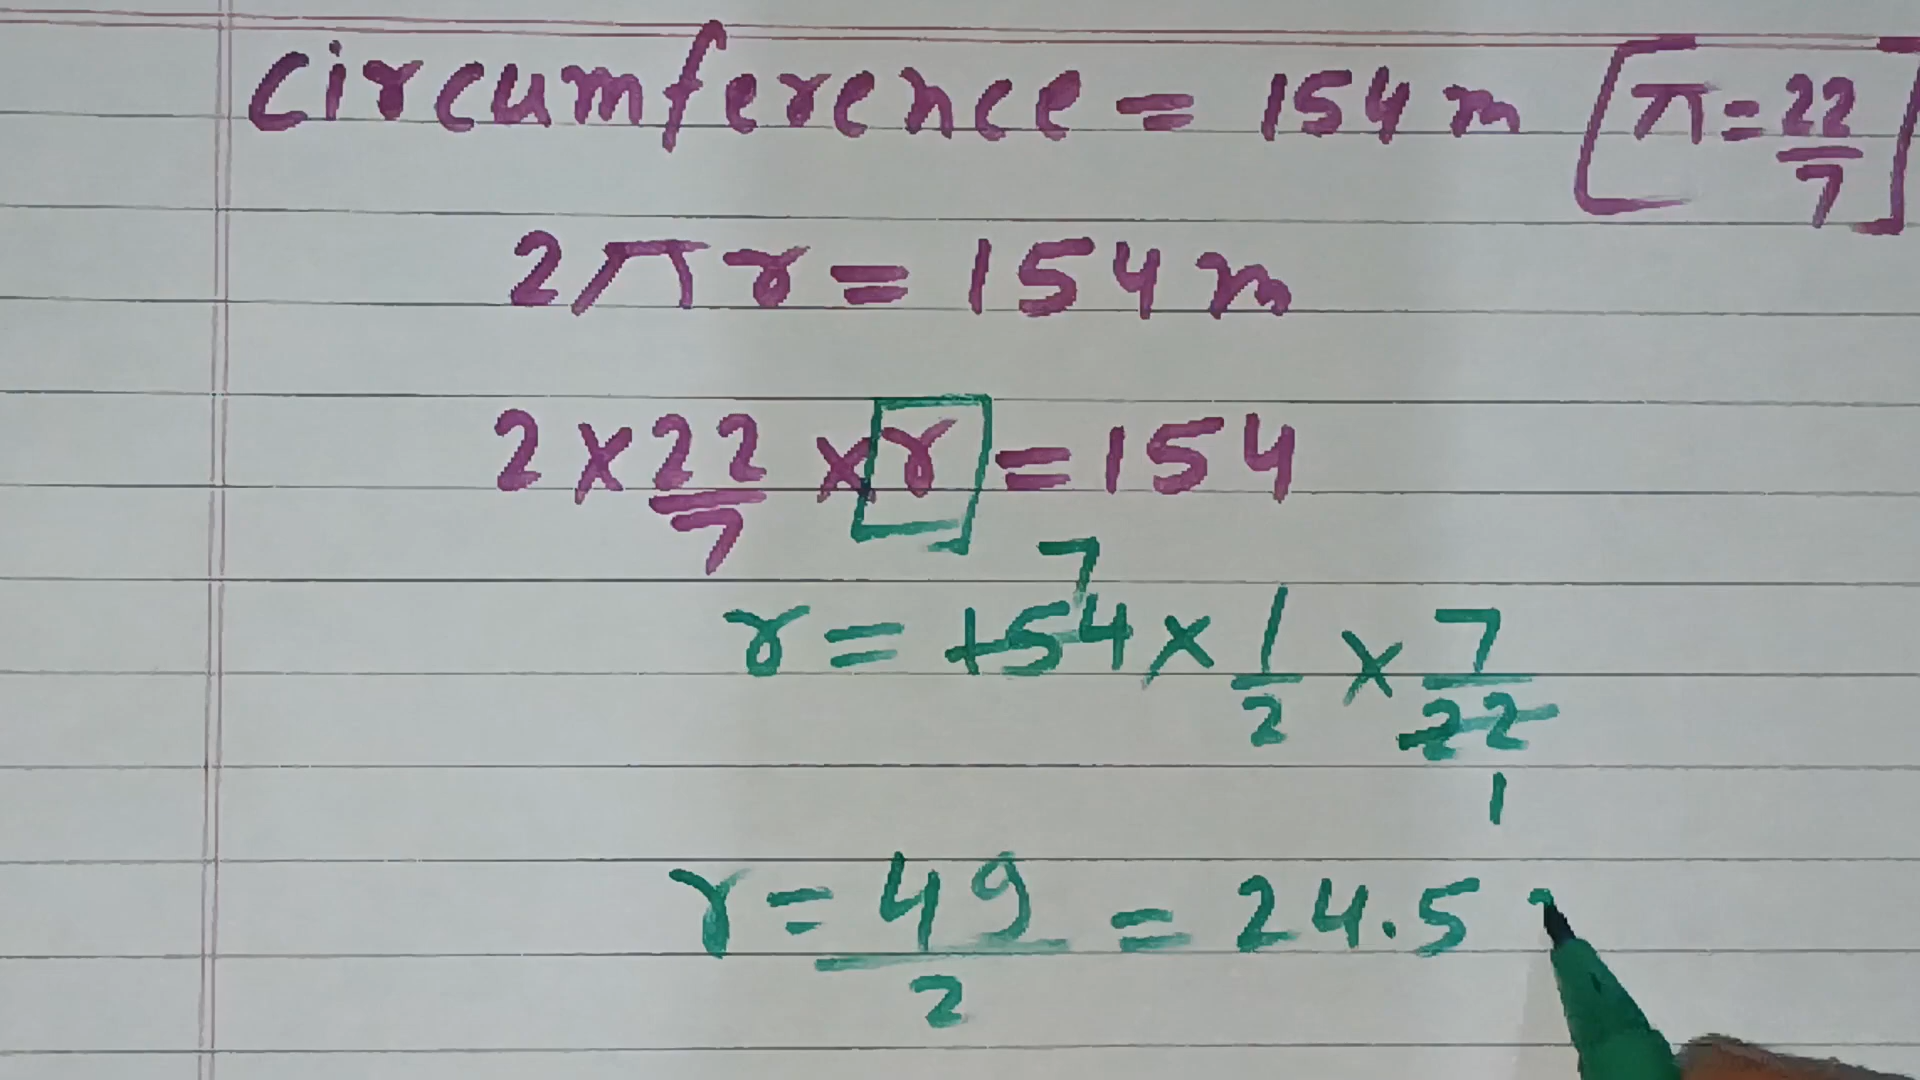 circumference = 154 m [π = 22/7]
2πr = 154 m
2 × 22/7 × r = 154
7
r = 154 × 1/2 × 7/22
1
r = 49/2 = 24.5